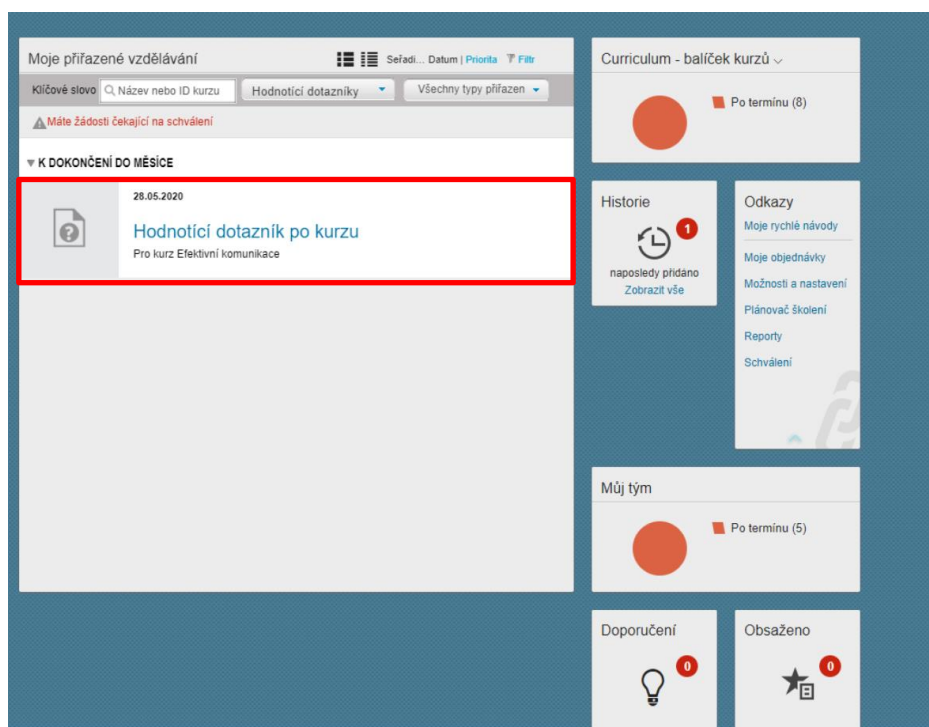 Moje přiřazené vzdělávání
Seřadi... Datum | Priorita Filtr
Klíčové slovo Název nebo ID kurzu Hodnotící dotazníky Všechny typy přiřazen
Máte žádosti čekající na schválení
K DOKONČENÍ DO MĚSÍCE
28.05.2020
Hodnotící dotazník po kurzu
Pro kurz Efektivní komunikace
Curriculum - balíček kurzů
Po termínu (8)
Historie
1
naposledy přidáno
Zobrazit vše
Odkazy
Moje rychlé návody
Moje objednávky
Možnosti a nastavení
Plánovač školení
Reporty
Schválení
Můj tým
Po termínu (5)
Doporučení
0
Obsaženo
0